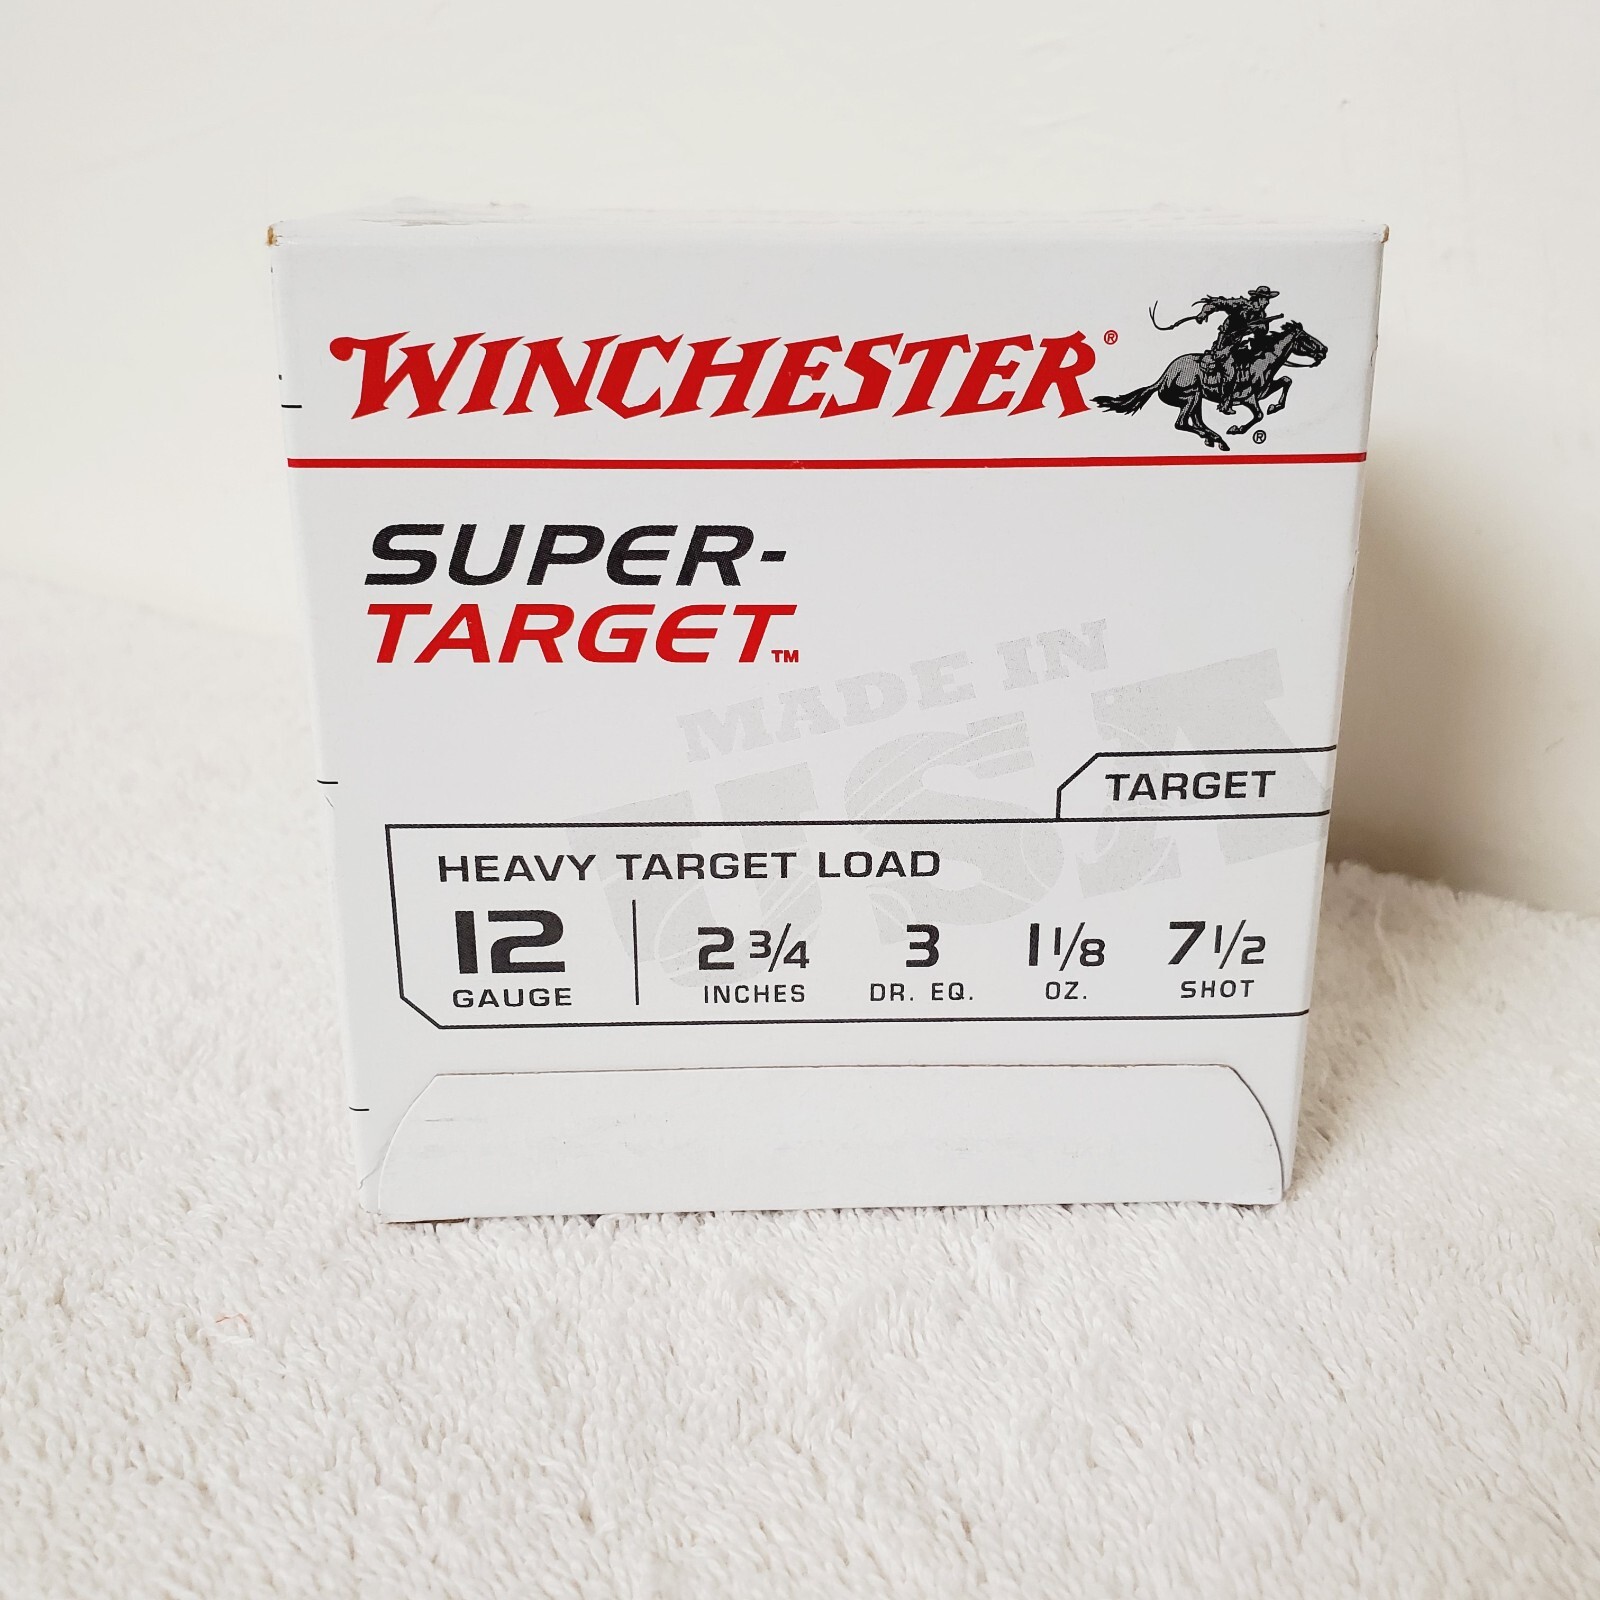 WINCHESTER®
®
SUPER-
TARGET™
MADE IN
USA
TARGET
HEAVY TARGET LOAD
12 GAUGE
2 3/4 INCHES
3 DR. EQ.
1 1/8 OZ.
7 1/2 SHOT